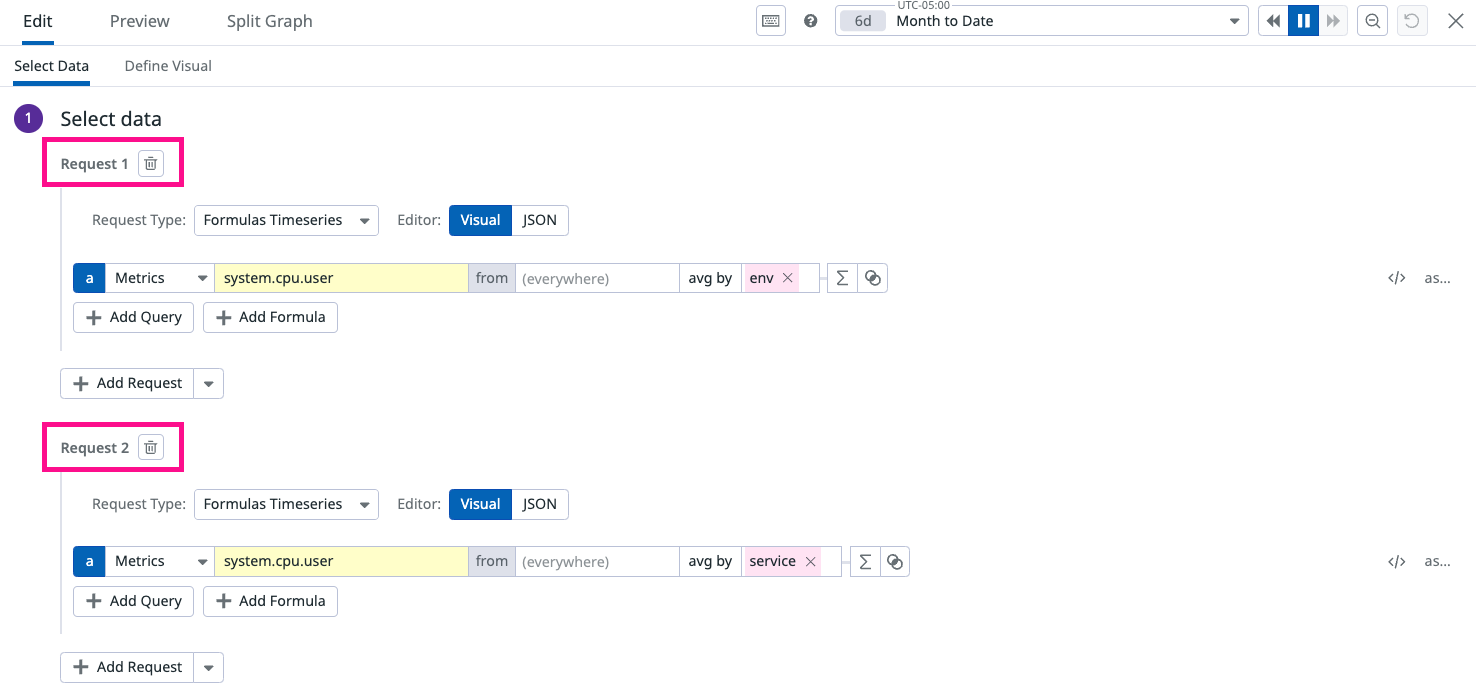 Edit Preview Split Graph UTC-05:00 6d Month to Date
Select Data Define Visual
1 Select data
Request 1
Request Type: Formulas Timeseries Editor: Visual JSON
a Metrics system.cpu.user from (everywhere) avg by env as...
Add Query Add Formula
Add Request
Request 2
Request Type: Formulas Timeseries Editor: Visual JSON
a Metrics system.cpu.user from (everywhere) avg by service as...
Add Query Add Formula
Add Request